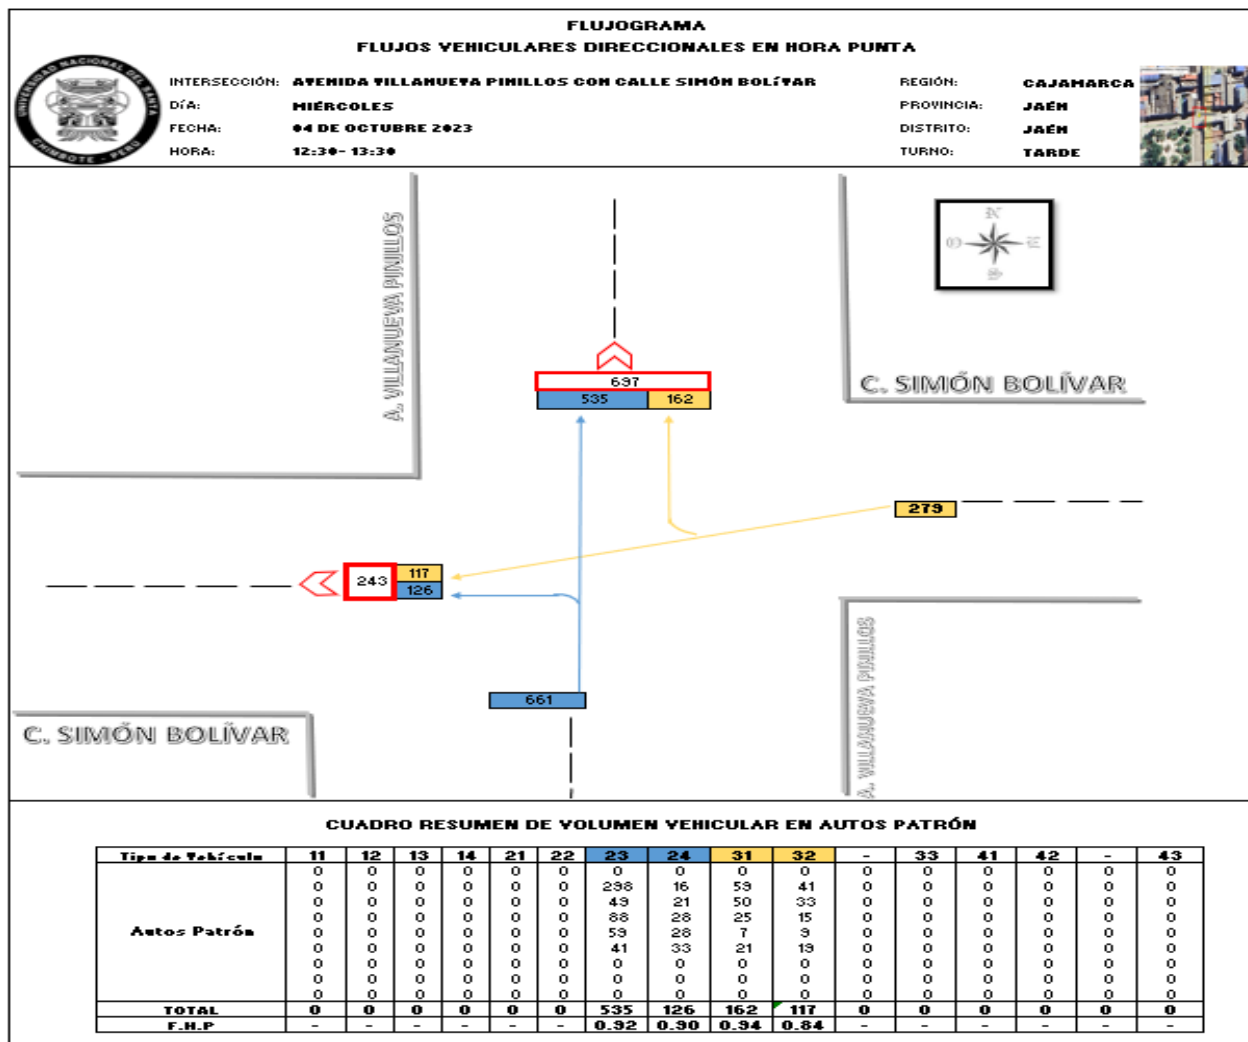 FLUJOGRAMA
FLUJOS VEHICULARES DIRECCIONALES EN HORA PUNTA
UNIVERSIDAD NACIONAL DEL SANTA
CHIMBOTE - PERU
INTERSECCIÓN: AVENIDA VILLANUEVA PINILLOS CON CALLE SIMÓN BOLÍVAR REGIÓN: CAJAMARCA
DÍA: MIÉRCOLES PROVINCIA: JAÉN
FECHA: 04 DE OCTUBRE 2023 DISTRITO: JAÉN
HORA: 12:30- 13:30 TURNO: TARDE
A. VILLANUEVA PINILLOS
N
O E
S
697
535 162
C. SIMÓN BOLÍVAR
279
243 117
126
661
C. SIMÓN BOLÍVAR
A. VILLANUEVA PINILLOS
CUADRO RESUMEN DE VOLUMEN VEHICULAR EN AUTOS PATRÓN
Tipo de Vehículo 11 12 13 14 21 22 23 24 31 32 - 33 41 42 - 43
0 0 0 0 0 0 0 0 0 0 0 0 0 0 0 0
0 0 0 0 0 0 298 16 59 41 0 0 0 0 0 0
0 0 0 0 0 0 49 21 50 33 0 0 0 0 0 0
0 0 0 0 0 0 88 28 25 15 0 0 0 0 0 0
Autos Patrón 0 0 0 0 0 0 59 28 7 9 0 0 0 0 0 0
0 0 0 0 0 0 41 33 21 19 0 0 0 0 0 0
0 0 0 0 0 0 0 0 0 0 0 0 0 0 0 0
0 0 0 0 0 0 0 0 0 0 0 0 0 0 0 0
0 0 0 0 0 0 0 0 0 0 0 0 0 0 0 0
TOTAL 0 0 0 0 0 0 535 126 162 117 0 0 0 0 0 0
F.H.P - - - - - - 0.92 0.90 0.94 0.84 - - - - - -